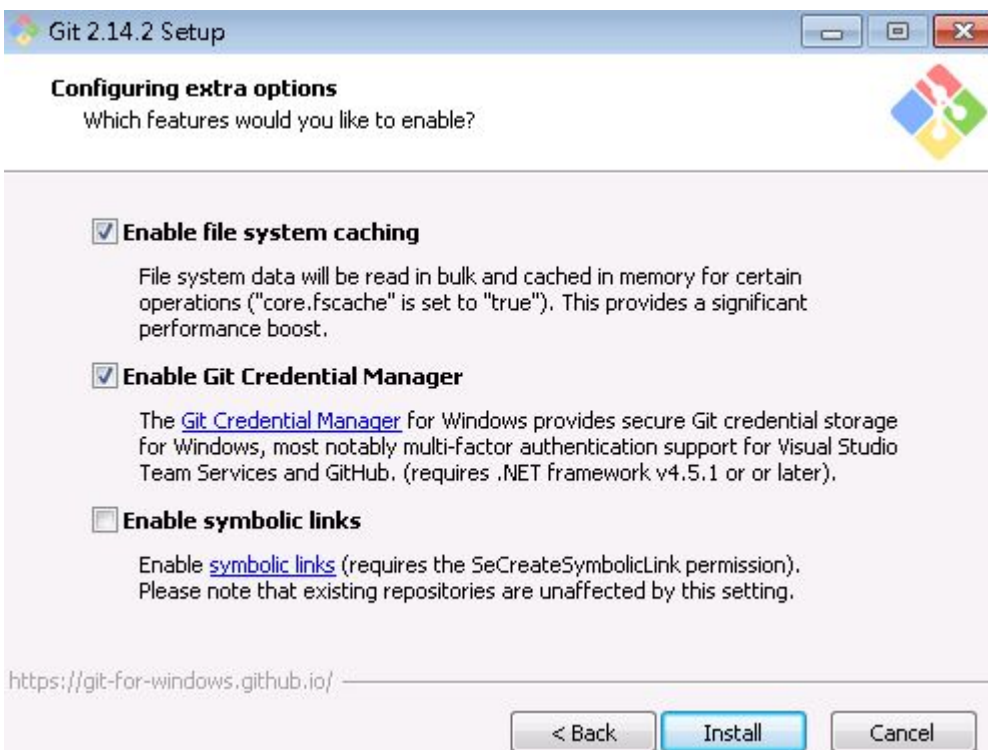 Git 2.14.2 Setup
Configuring extra options
Which features would you like to enable?
Enable file system caching
File system data will be read in bulk and cached in memory for certain
operations ("core.fscache" is set to "true"). This provides a significant
performance boost.
Enable Git Credential Manager
The Git Credential Manager for Windows provides secure Git credential storage
for Windows, most notably multi-factor authentication support for Visual Studio
Team Services and GitHub. (requires .NET framework v4.5.1 or or later).
Enable symbolic links
Enable symbolic links (requires the SeCreateSymbolicLink permission).
Please note that existing repositories are unaffected by this setting.
https://git-for-windows.github.io/
< Back Install Cancel